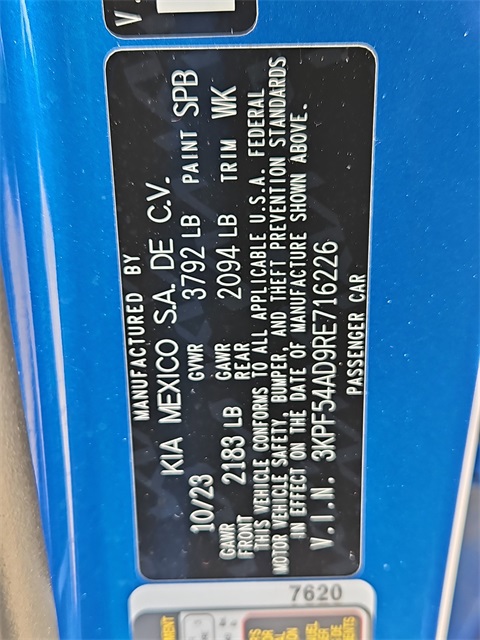 V.
MANUFACTURED BY
KIA MEXICO S.A. DE C.V.
10/23 GVWR 3792 LB PAINT SPB
GAWR FRONT 2183 LB GAWR REAR 2094 LB TRIM WK
THIS VEHICLE CONFORMS TO ALL APPLICABLE U.S.A. FEDERAL
MOTOR VEHICLE SAFETY, BUMPER, AND THEFT PREVENTION STANDARDS
IN EFFECT ON THE DATE OF MANUFACTURE SHOWN ABOVE.
V.I.N. 3KPF54AD9RE716226
PASSENGER CAR
7620